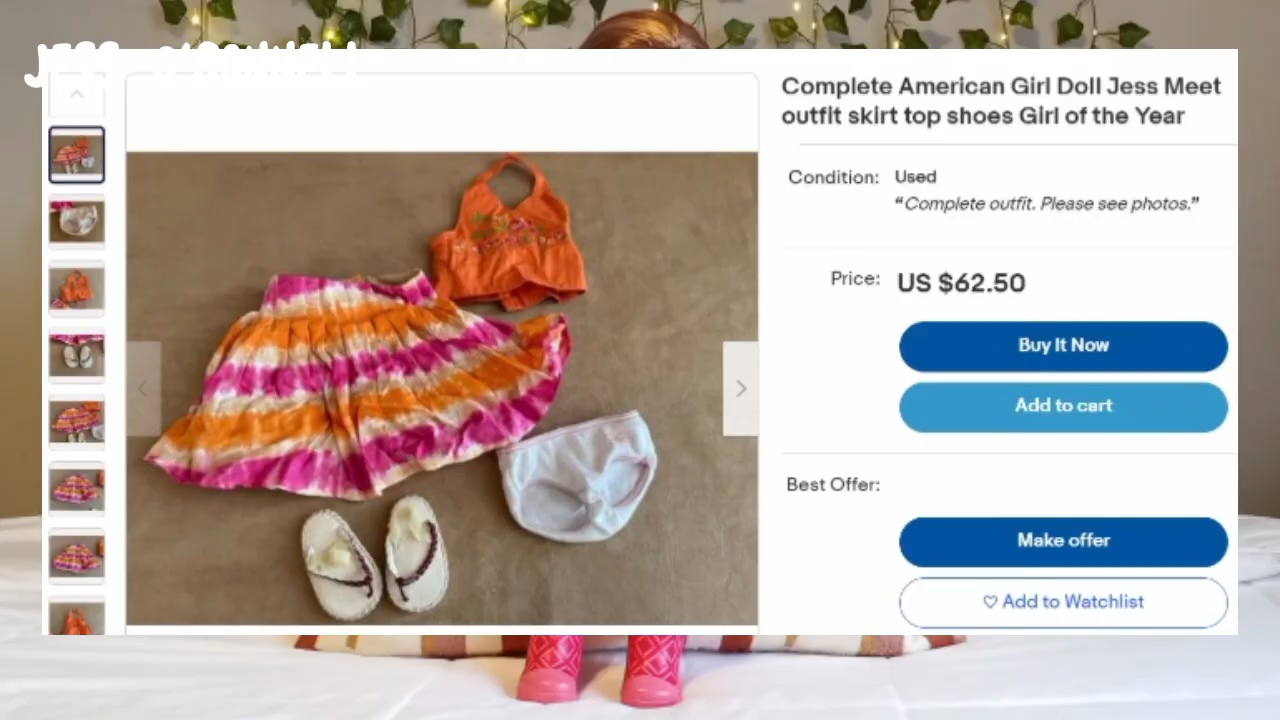 Complete American Girl Doll Jess Meet
outfit skirt top shoes Girl of the Year
Condition: Used
“Complete outfit. Please see photos.”
Price: US $62.50
Buy It Now
Add to cart
Best Offer:
Make offer
♡ Add to Watchlist